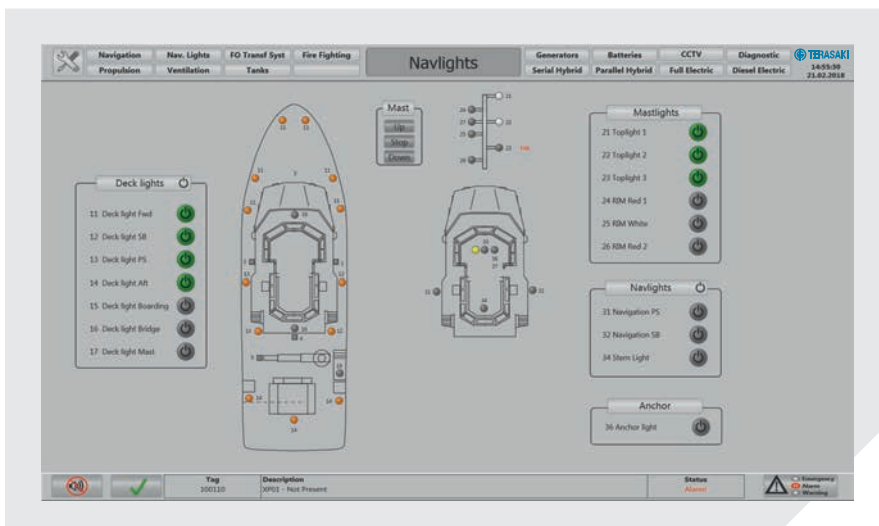 Navigation Nav. Lights FO Transf Syst Fire Fighting
Propulsion Ventilation Tanks
Navlights
Generators Batteries CCTV Diagnostic
Serial Hybrid Parallel Hybrid Full Electric Diesel Electric
TERASAKI
14:55:30
21.02.2018
Deck lights
11 Deck light Fwd
12 Deck light SB
13 Deck light PS
14 Deck light Aft
15 Deck light Boarding
16 Deck light Bridge
17 Deck light Mast
Mast
Up
Stop
Down
Mastlights
21 Toplight 1
22 Toplight 2
23 Toplight 3
24 RIM Red 1
25 RIM White
26 RIM Red 2
Navlights
31 Navigation PS
32 Navigation SB
34 Stern Light
Anchor
36 Anchor light
Tag
100110
Description
XP01 - Not Present
Status
Alarm
Emergency
Alarm
Warning